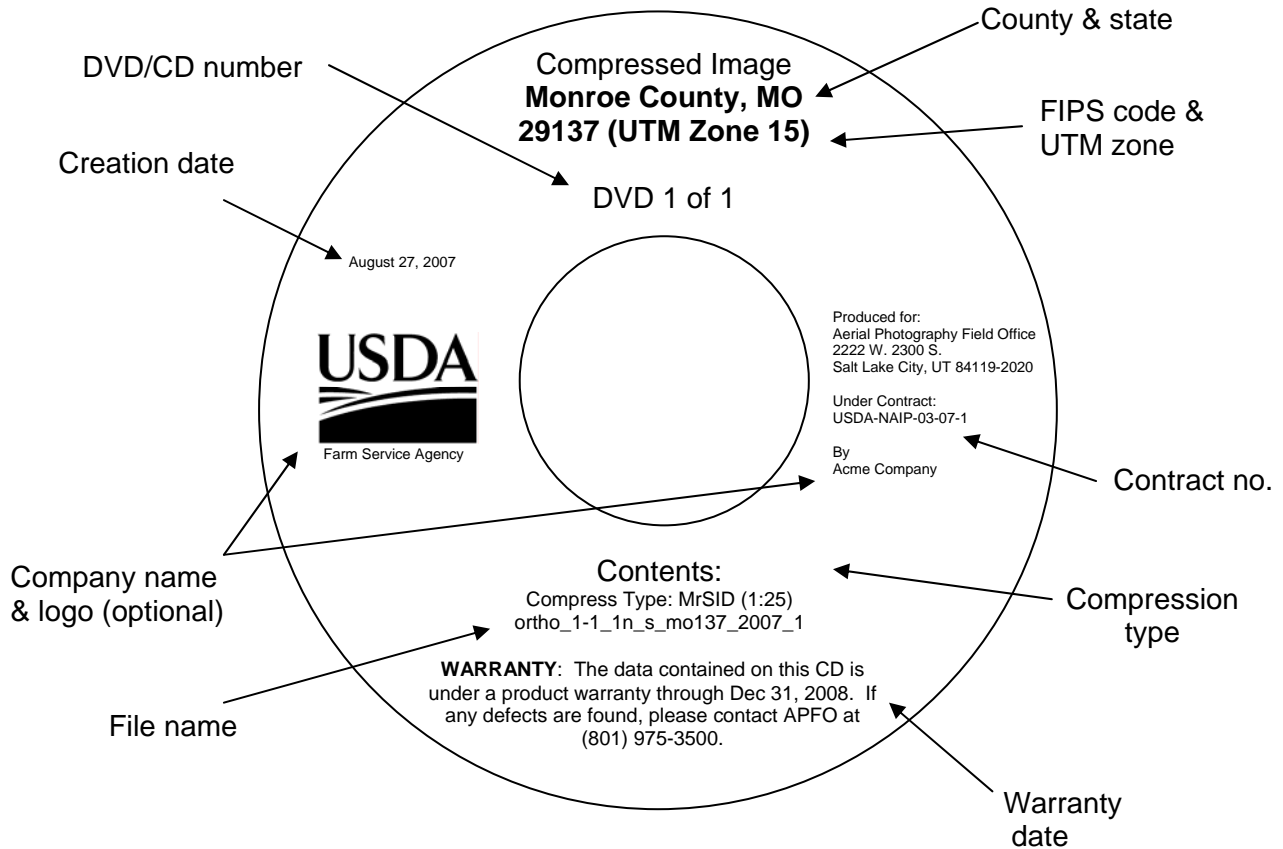 County & state
DVD/CD number
Compressed Image
Monroe County, MO
29137 (UTM Zone 15)
FIPS code &
UTM zone
Creation date
DVD 1 of 1
August 27, 2007
USDA
Farm Service Agency
Produced for:
Aerial Photography Field Office
2222 W. 2300 S.
Salt Lake City, UT 84119-2020
Under Contract:
USDA-NAIP-03-07-1
By
Acme Company
Contract no.
Company name
& logo (optional)
Contents:
Compress Type: MrSID (1:25)
ortho_1-1_1n_s_mo137_2007_1
Compression
type
WARRANTY: The data contained on this CD is
under a product warranty through Dec 31, 2008. If
any defects are found, please contact APFO at
(801) 975-3500.
File name
Warranty
date